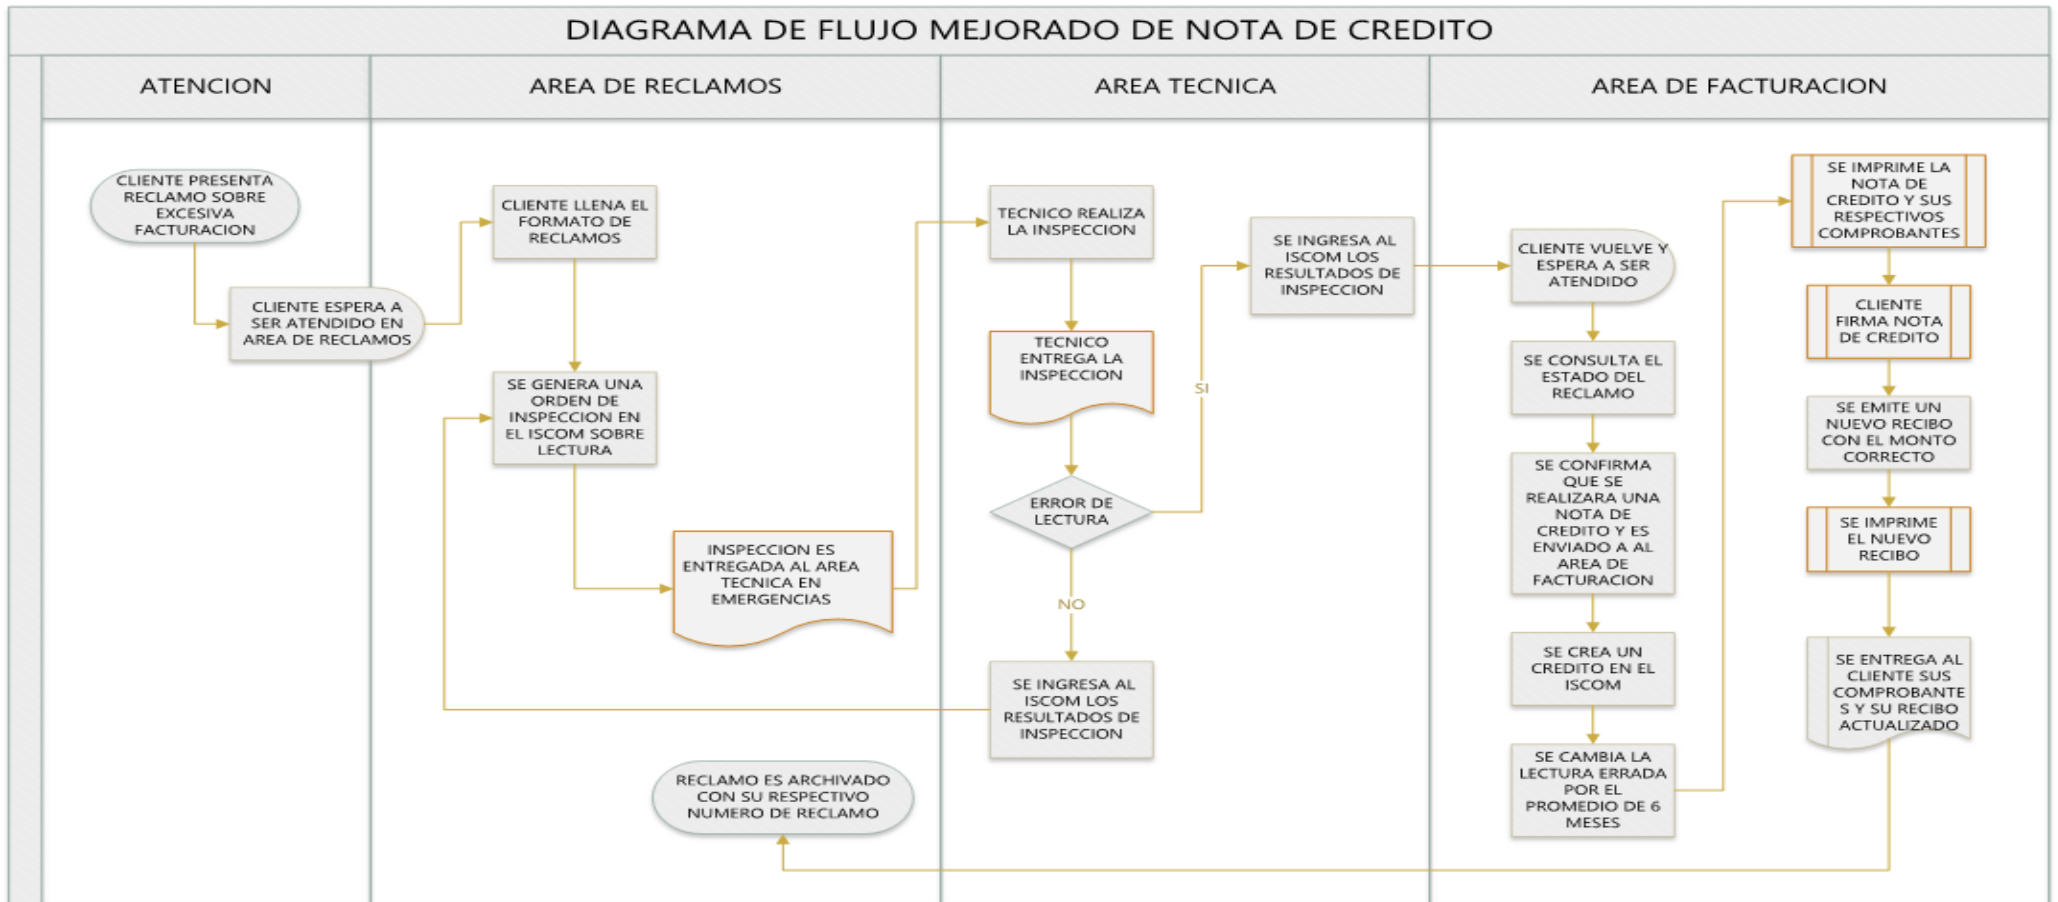 DIAGRAMA DE FLUJO MEJORADO DE NOTA DE CREDITO
ATENCION
AREA DE RECLAMOS
AREA TECNICA
AREA DE FACTURACION
CLIENTE PRESENTA
RECLAMO SOBRE
EXCESIVA
FACTURACION
CLIENTE ESPERA A
SER ATENDIDO EN
AREA DE RECLAMOS
CLIENTE LLENA EL
FORMATO DE
RECLAMOS
SE GENERA UNA
ORDEN DE
INSPECCION EN
EL ISCOM SOBRE
LECTURA
INSPECCION ES
ENTREGADA AL AREA
TECNICA EN
EMERGENCIAS
TECNICO REALIZA
LA INSPECCION
TECNICO
ENTREGA LA
INSPECCION
ERROR DE
LECTURA
SI
NO
SE INGRESA AL
ISCOM LOS
RESULTADOS DE
INSPECCION
SE INGRESA AL
ISCOM LOS
RESULTADOS DE
INSPECCION
CLIENTE VUELVE Y
ESPERA A SER
ATENDIDO
SE CONSULTA EL
ESTADO DEL
RECLAMO
SE CONFIRMA
QUE SE
REALIZARA UNA
NOTA DE
CREDITO Y ES
ENVIADO A AL
AREA DE
FACTURACION
SE CREA UN
CREDITO EN EL
ISCOM
SE CAMBIA LA
LECTURA ERRADA
POR EL
PROMEDIO DE 6
MESES
SE IMPRIME LA
NOTA DE
CREDITO Y SUS
RESPECTIVOS
COMPROBANTES
CLIENTE
FIRMA NOTA
DE CREDITO
SE EMITE UN
NUEVO RECIBO
CON EL MONTO
CORRECTO
SE IMPRIME
EL NUEVO
RECIBO
SE ENTREGA AL
CLIENTE SUS
COMPROBANTE
S Y SU RECIBO
ACTUALIZADO
RECLAMO ES ARCHIVADO
CON SU RESPECTIVO
NUMERO DE RECLAMO